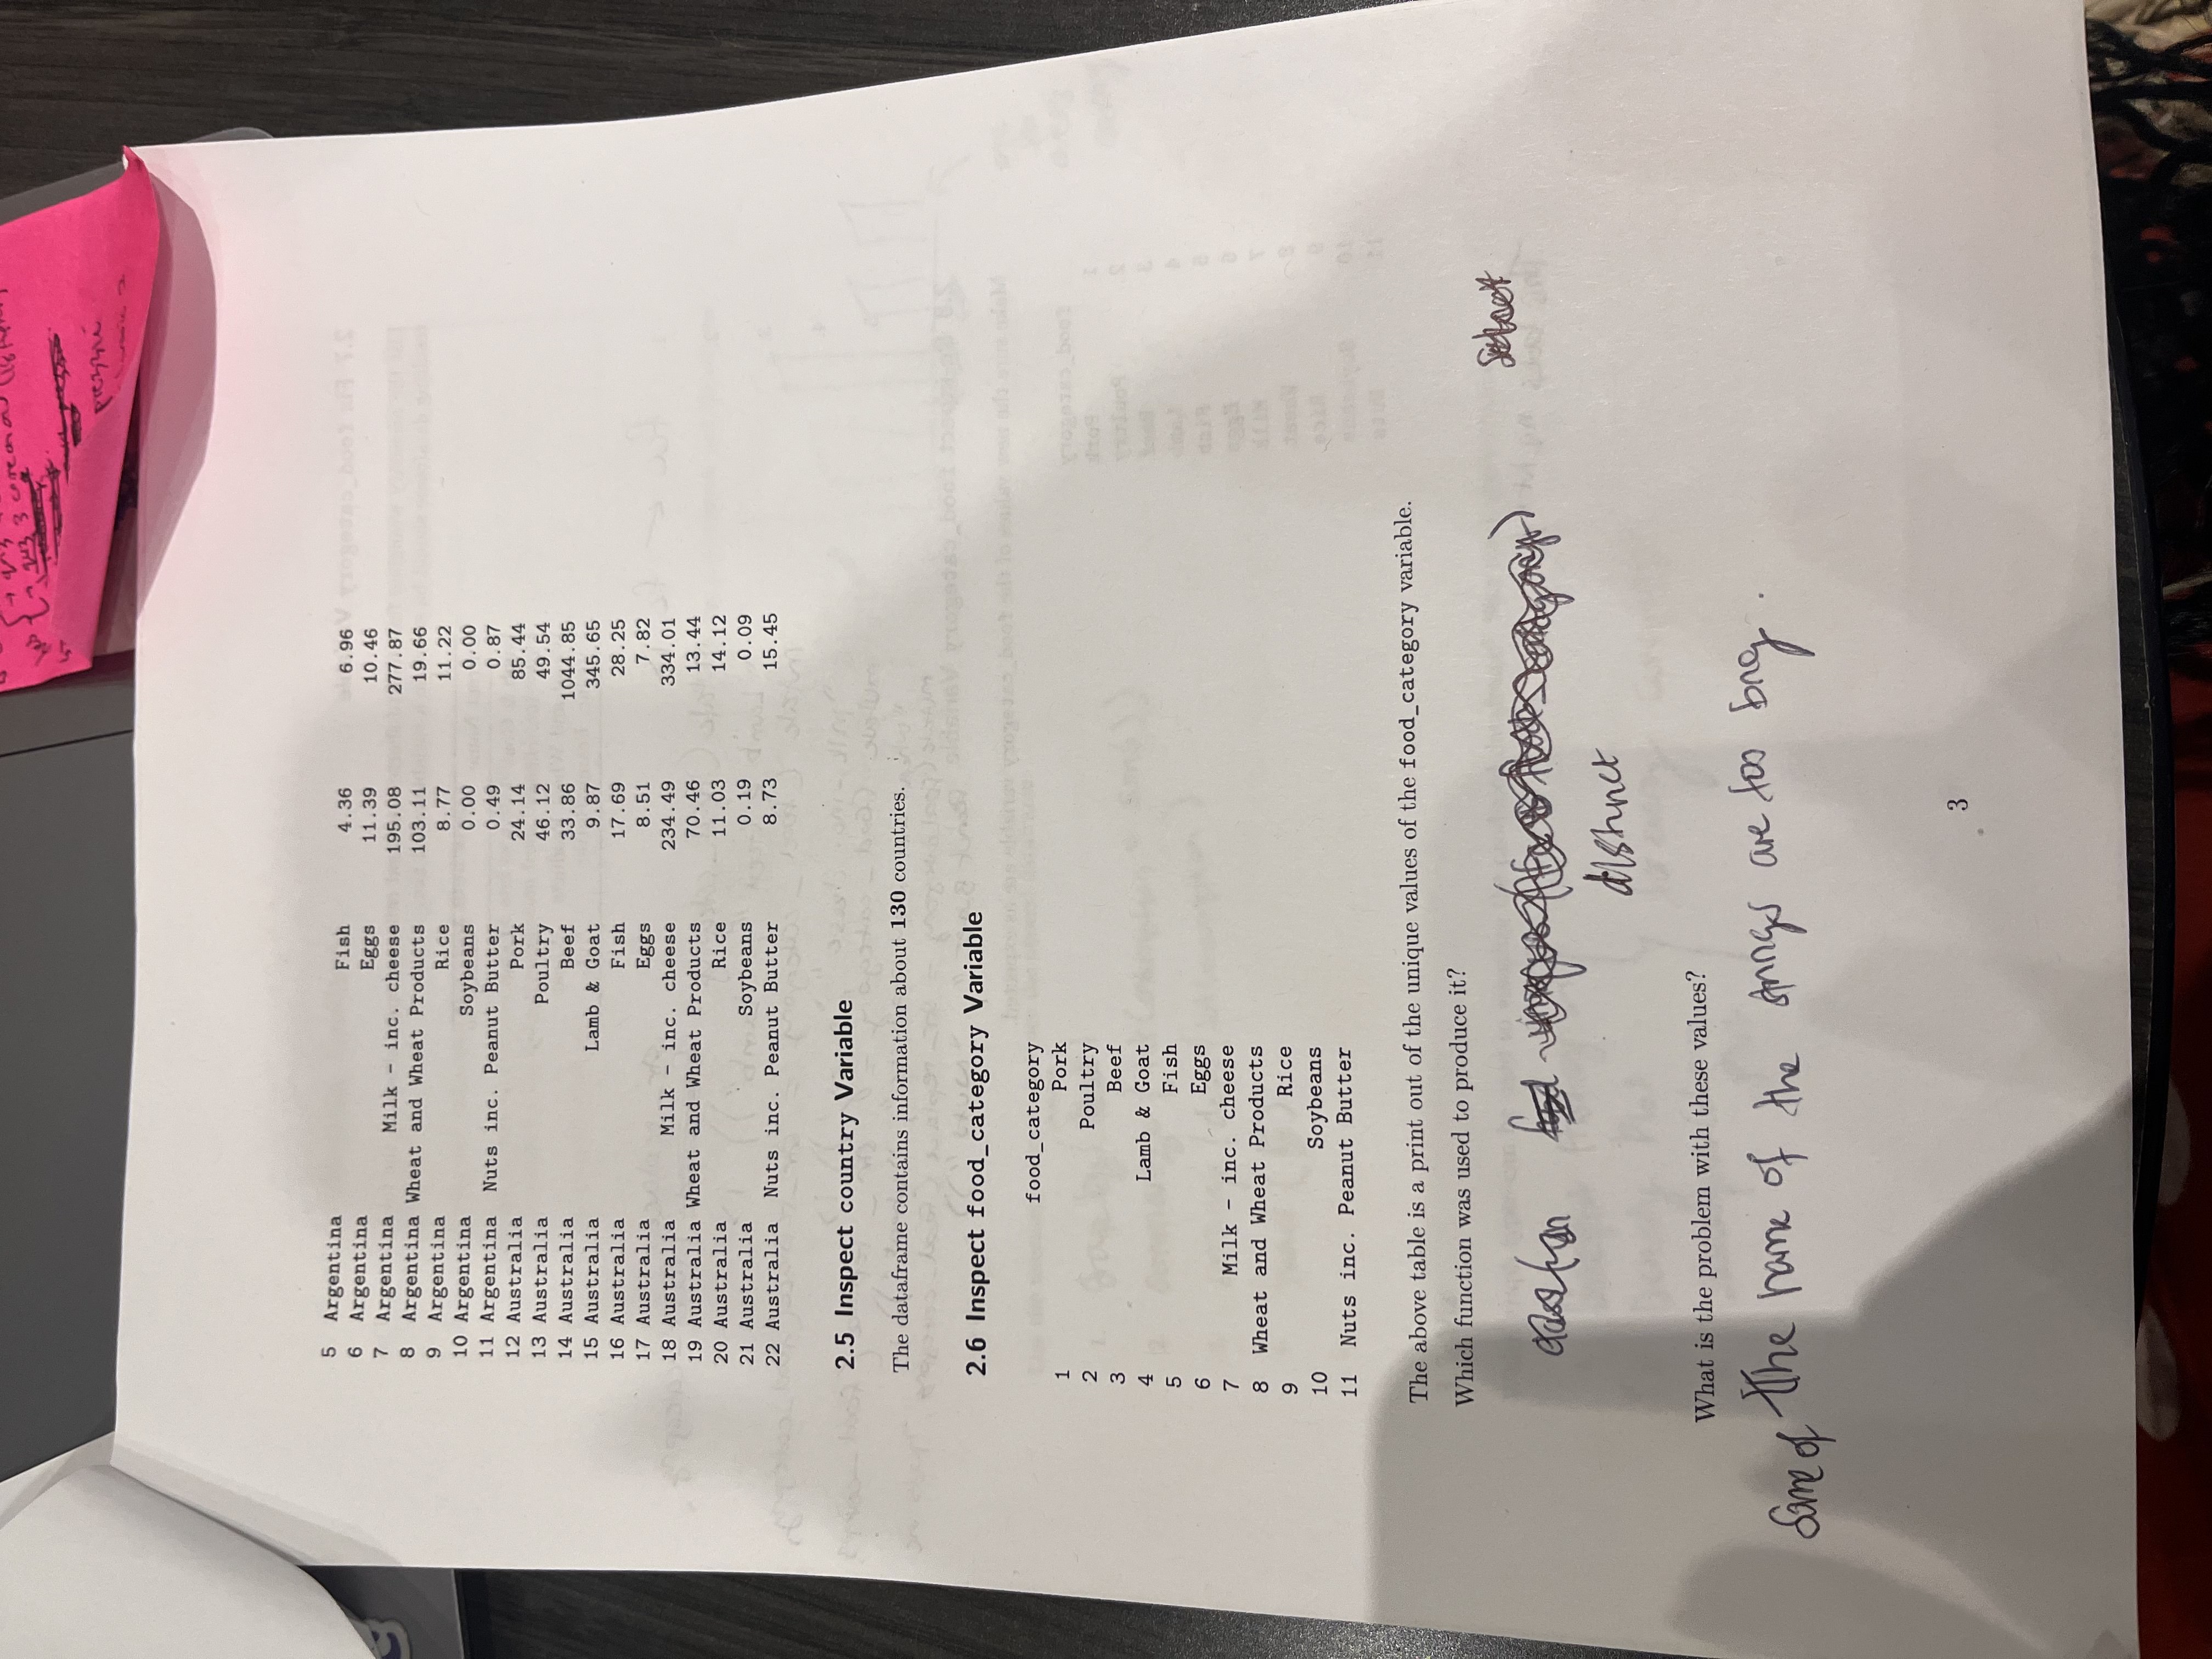 pressi
5 Argentina Fish 4.36 6.96
6 Argentina Eggs 11.39 10.46
7 Argentina Milk - inc. cheese 195.08 277.87
8 Argentina Wheat and Wheat Products 103.11 19.66
9 Argentina Rice 8.77 11.22
10 Argentina Soybeans 0.00 0.00
11 Argentina Nuts inc. Peanut Butter 0.49 0.87
12 Australia Pork 24.14 85.44
13 Australia Poultry 46.12 49.54
14 Australia Beef 33.86 1044.85
15 Australia Lamb & Goat 9.87 345.65
16 Australia Fish 17.69 28.25
17 Australia Eggs 8.51 7.82
18 Australia Milk - inc. cheese 234.49 334.01
19 Australia Wheat and Wheat Products 70.46 13.44
20 Australia Rice 11.03 14.12
21 Australia Soybeans 0.19 0.09
22 Australia Nuts inc. Peanut Butter 8.73 15.45
2.5 Inspect country Variable
The dataframe contains information about 130 countries.
2.6 Inspect food_category Variable
food_category
1 Pork
2 Poultry
3 Beef
4 Lamb & Goat
5 Fish
6 Eggs
7 Milk - inc. cheese
8 Wheat and Wheat Products
9 Rice
10 Soybeans
11 Nuts inc. Peanut Butter
The above table is a print out of the unique values of the food_category variable.
Which function was used to produce it?
select
distinct
What is the problem with these values?
Some of The name of the strings are too long.
3